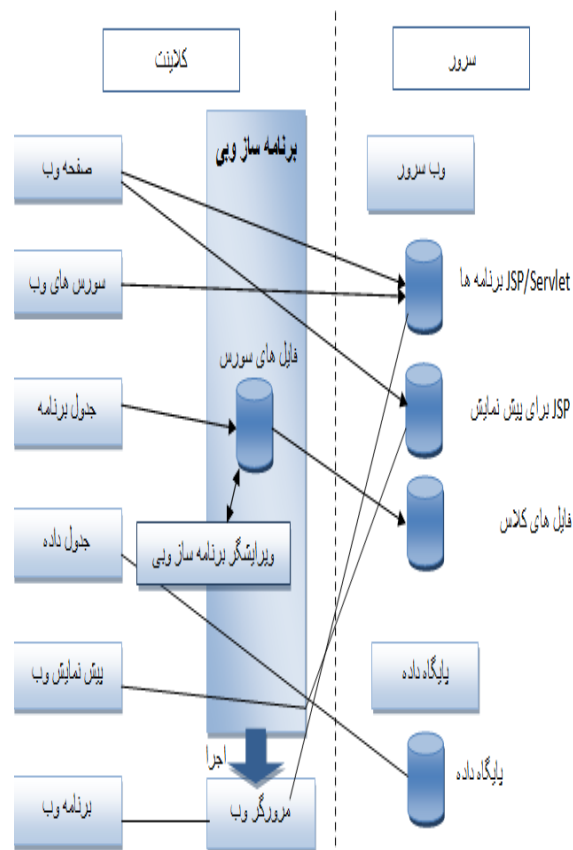 سرور
کلاینت
وب سرور
برنامه ساز وبی
صفحه وب
JSP/Servlet برنامه ها
سورس های وب
فایل های سورس
JSP برای پیش نمایش
جدول برنامه
فایل های کلاس
جدول داده
ویرایشگر برنامه ساز وبی
پایگاه داده
پیش نمایش وب
پایگاه داده
اجرا
مرورگر وب
برنامه وب